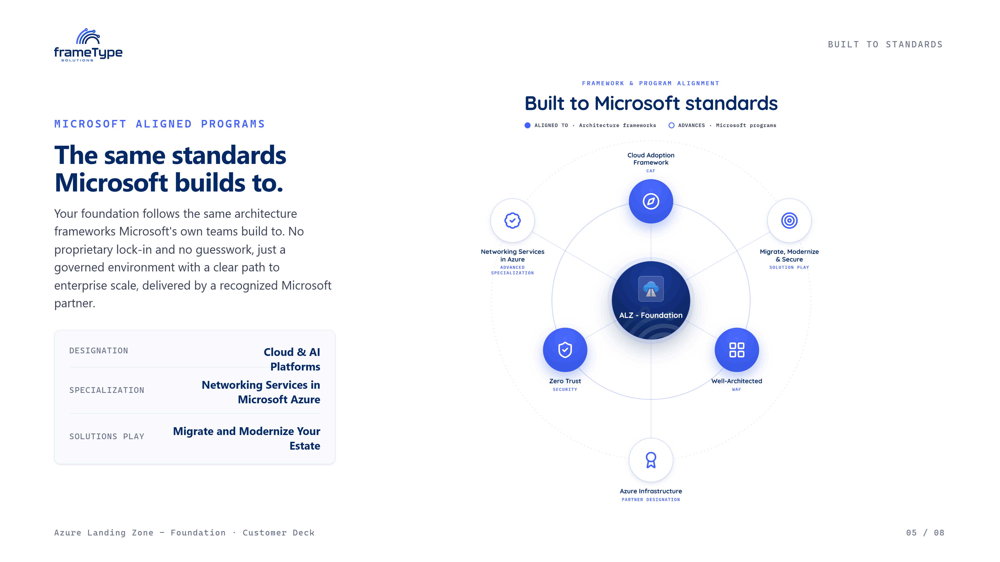 frameType
SOLUTIONS
BUILT TO STANDARDS
MICROSOFT ALIGNED PROGRAMS
The same standards
Microsoft builds to.
Your foundation follows the same architecture
frameworks Microsoft's own teams build to. No
proprietary lock-in and no guesswork, just a
governed environment with a clear path to
enterprise scale, delivered by a recognized Microsoft
partner.
DESIGNATION
Cloud & AI
Platforms
SPECIALIZATION
Networking Services in
Microsoft Azure
SOLUTIONS PLAY
Migrate and Modernize Your
Estate
FRAMEWORK & PROGRAM ALIGNMENT
Built to Microsoft standards
ALIGNED TO · Architecture frameworks
ADVANCES · Microsoft programs
Cloud Adoption
Framework
CAF
Networking Services
in Azure
ADVANCED
SPECIALIZATION
Migrate, Modernize
& Secure
SOLUTION PLAY
ALZ - Foundation
Zero Trust
SECURITY
Well-Architected
WAF
Azure Infrastructure
PARTNER DESIGNATION
Azure Landing Zone – Foundation · Customer Deck
05 / 08